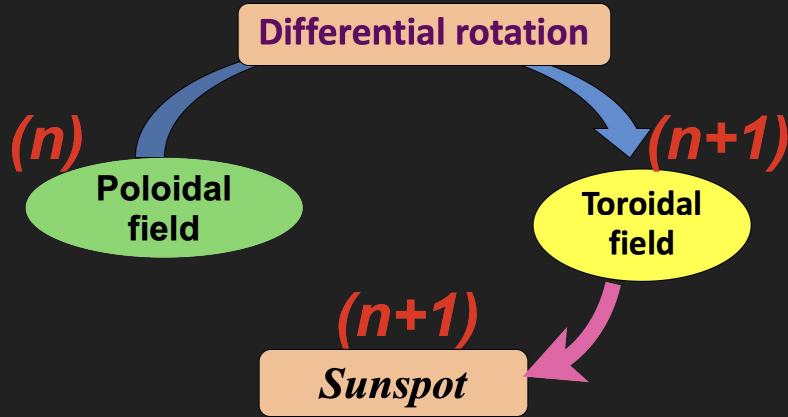 Differential rotation
(n)
(n+1)
Poloidal
field
Toroidal
field
(n+1)
Sunspot